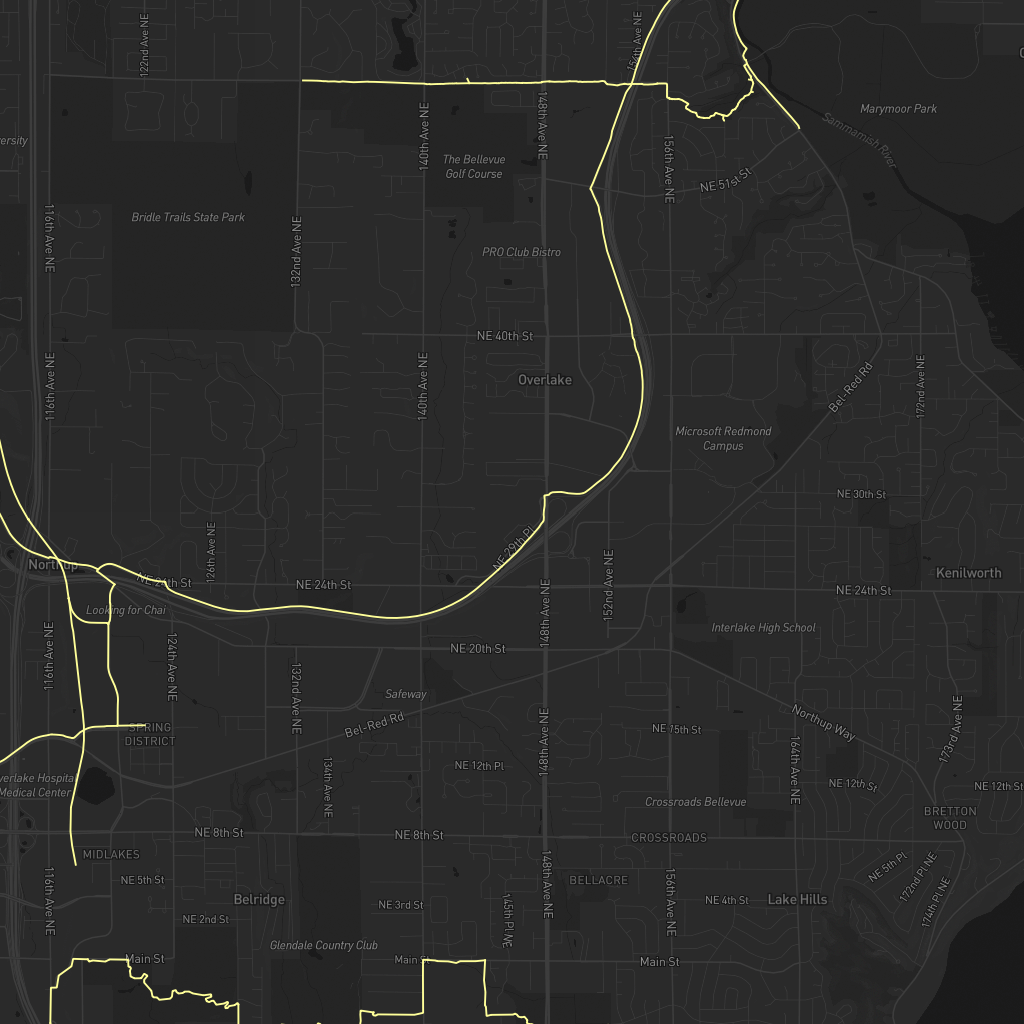 122nd Ave NE
154th Ave NE
Marymoor Park
Sammamish River
140th Ave NE
148th Ave NE
156th Ave NE
The Bellevue
Golf Course
NE 51st St
Bridle Trails State Park
116th Ave NE
132nd Ave NE
PRO Club Bistro
NE 40th St
Overlake
116th Ave NE
140th Ave NE
Bel-Red Rd
172nd Ave NE
Microsoft Redmond
Campus
NE 30th St
126th Ave NE
NE 29th Pl
Northup
NE 24th St
NE 24th St
152nd Ave NE
Kenilworth
NE 24th St
Looking for Chai
148th Ave NE
Interlake High School
116th Ave NE
124th Ave NE
132nd Ave NE
NE 20th St
Safeway
Bel-Red Rd
148th Ave NE
NE 75th St
Northup Way
164th Ave NE
173rd Ave NE
SPRING
DISTRICT
134th Ave NE
NE 12th Pl
NE 12th St
NE 12th St
Overlake Hospital
Medical Center
Crossroads Bellevue
BRETTON
WOOD
NE 8th St
NE 8th St
CROSSROADS
MIDLAKES
NE 5th St
116th Ave NE
148th Ave NE
BELLACRE
156th Ave NE
NE 5th Pl
172nd Pl NE
174th Pl NE
Belridge
NE 3rd St
145th Pl NE
NE 4th St
Lake Hills
NE 2nd St
Glendale Country Club
Main St
Main St
Main St